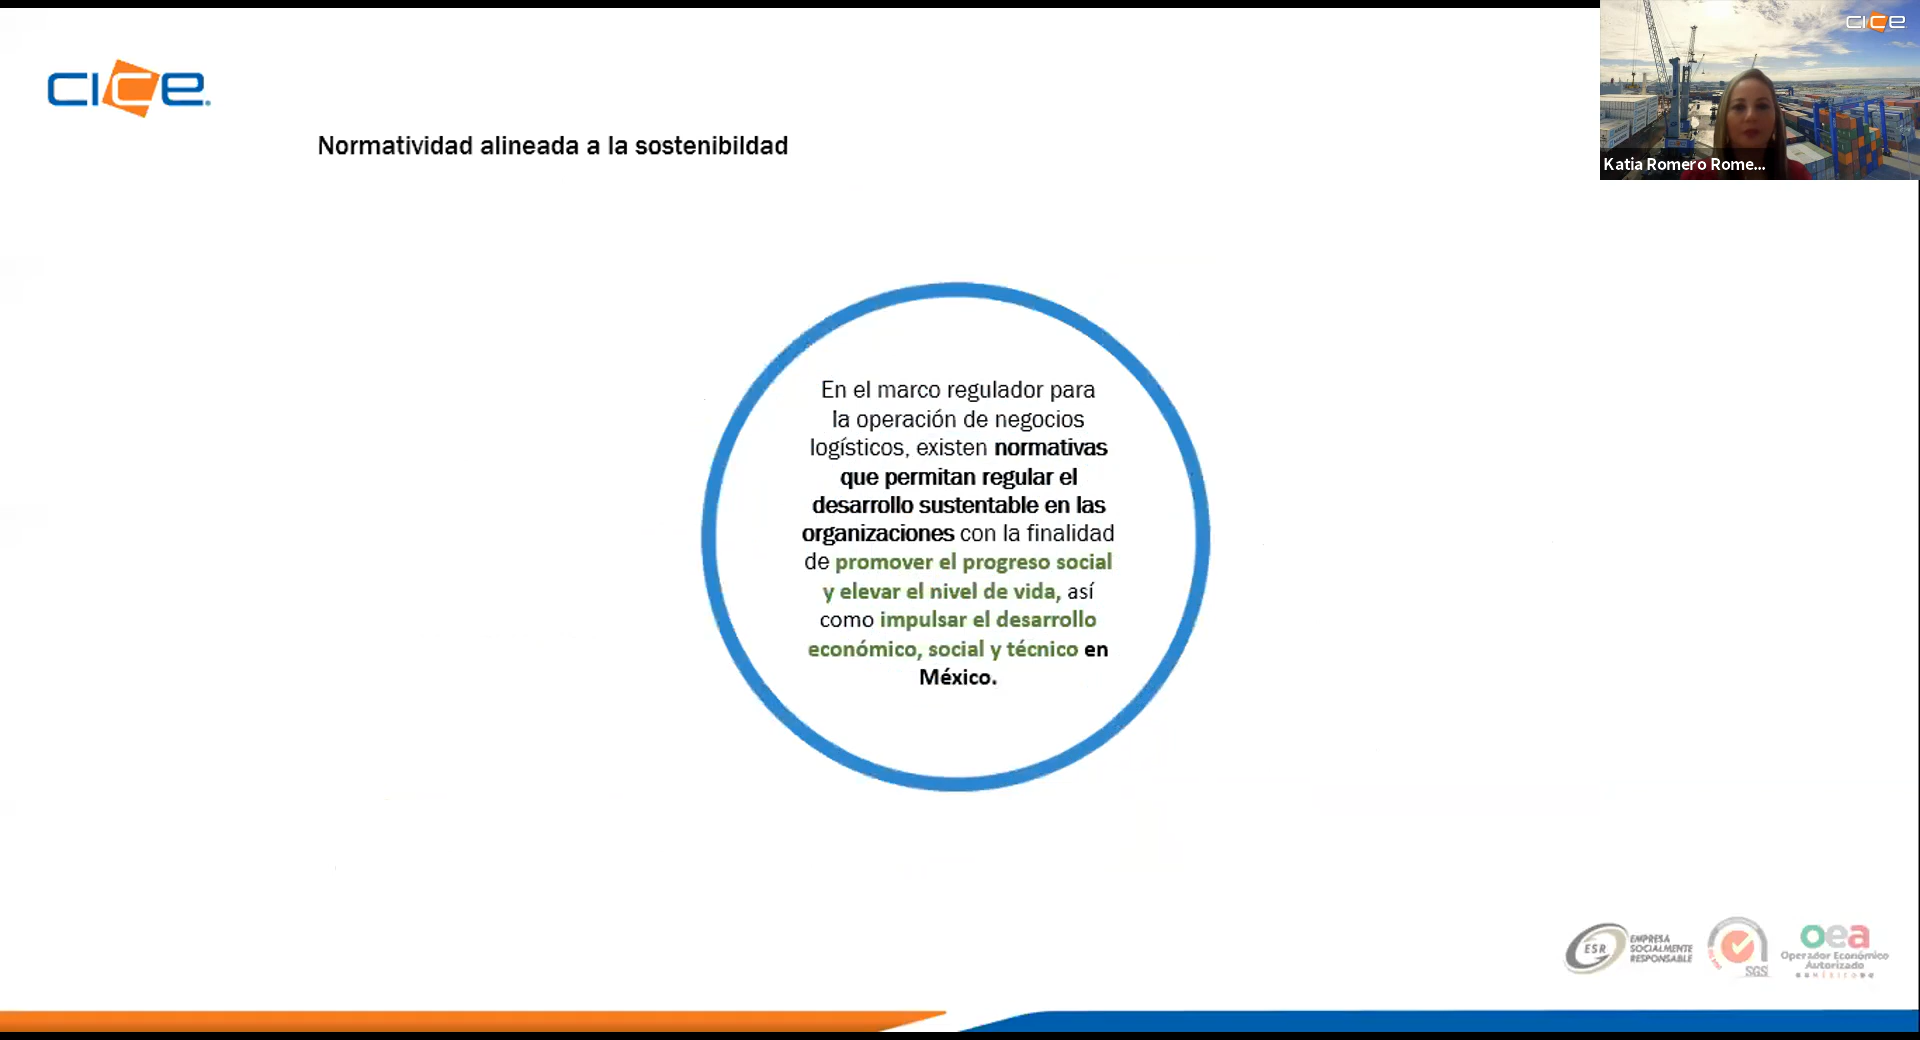 cice
cice
Katia Romero Rome...
Normatividad alineada a la sostenibildad
En el marco regulador para
la operación de negocios
logísticos, existen normativas
que permitan regular el
desarrollo sustentable en las
organizaciones con la finalidad
de promover el progreso social
y elevar el nivel de vida, así
como impulsar el desarrollo
económico, social y técnico en
México.
ESR
EMPRESA
SOCIALMENTE
RESPONSABLE
SGS
oea
Operador Económico
Autorizado
MÉXICO